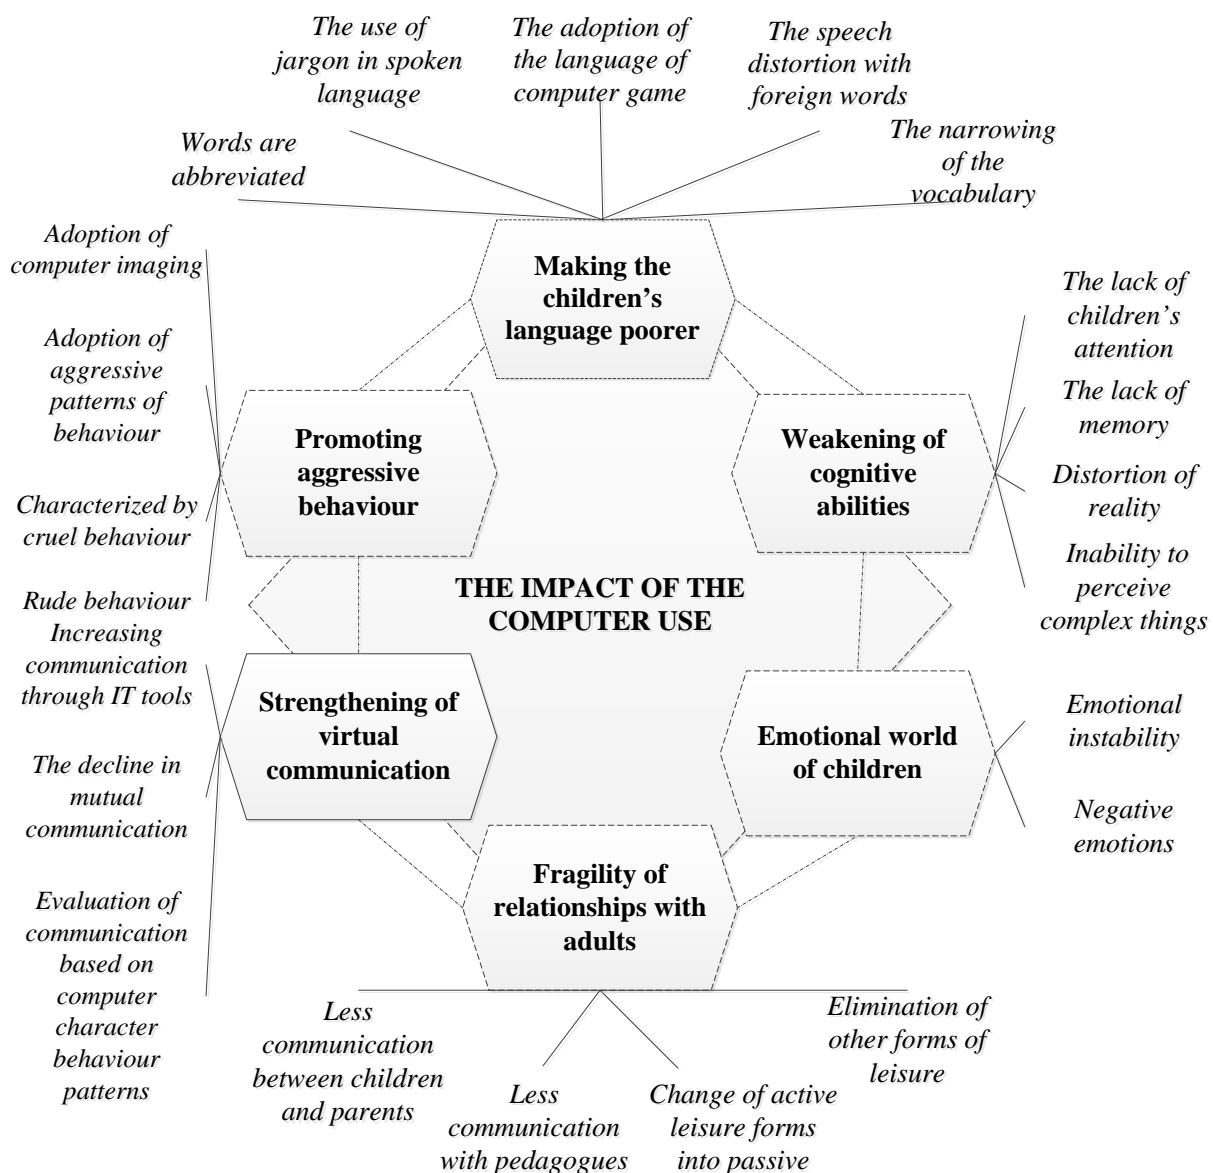 The use of
jargon in spoken
language
The adoption of
the language of
computer game
The speech
distortion with
foreign words
Words are
abbreviated
The narrowing
of the
vocabulary
Making the
children's
language poorer
Adoption of
computer imaging
Adoption of
aggressive
patterns of
behaviour
Characterized by
cruel behaviour
Rude behaviour
Promoting
aggressive
behaviour
Weakening of
cognitive
abilities
The lack of
children's
attention
The lack of
memory
Distortion of
reality
Inability to
perceive
complex things
THE IMPACT OF THE
COMPUTER USE
Increasing
communication
through IT tools
The decline in
mutual
communication
Evaluation of
communication
based on
computer
character
behaviour
patterns
Strengthening of
virtual
communication
Emotional world
of children
Emotional
instability
Negative
emotions
Fragility of
relationships with
adults
Less
communication
between children
and parents
Less
communication
with pedagogues
Change of active
leisure forms
into passive
Elimination of
other forms of
leisure